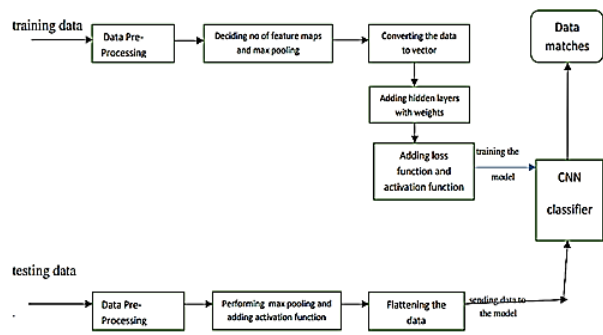 training data
Data Pre-
Processing
Deciding no of feature maps
and max pooling
Converting the data
to vector
Data
matches
Adding hidden layers
with weights
Adding loss
function and
activation function
training the
model
CNN
classifier
testing data
Data Pre-
Processing
Performing max pooling and
adding activation function
Flattening the
data
sending data to
the model